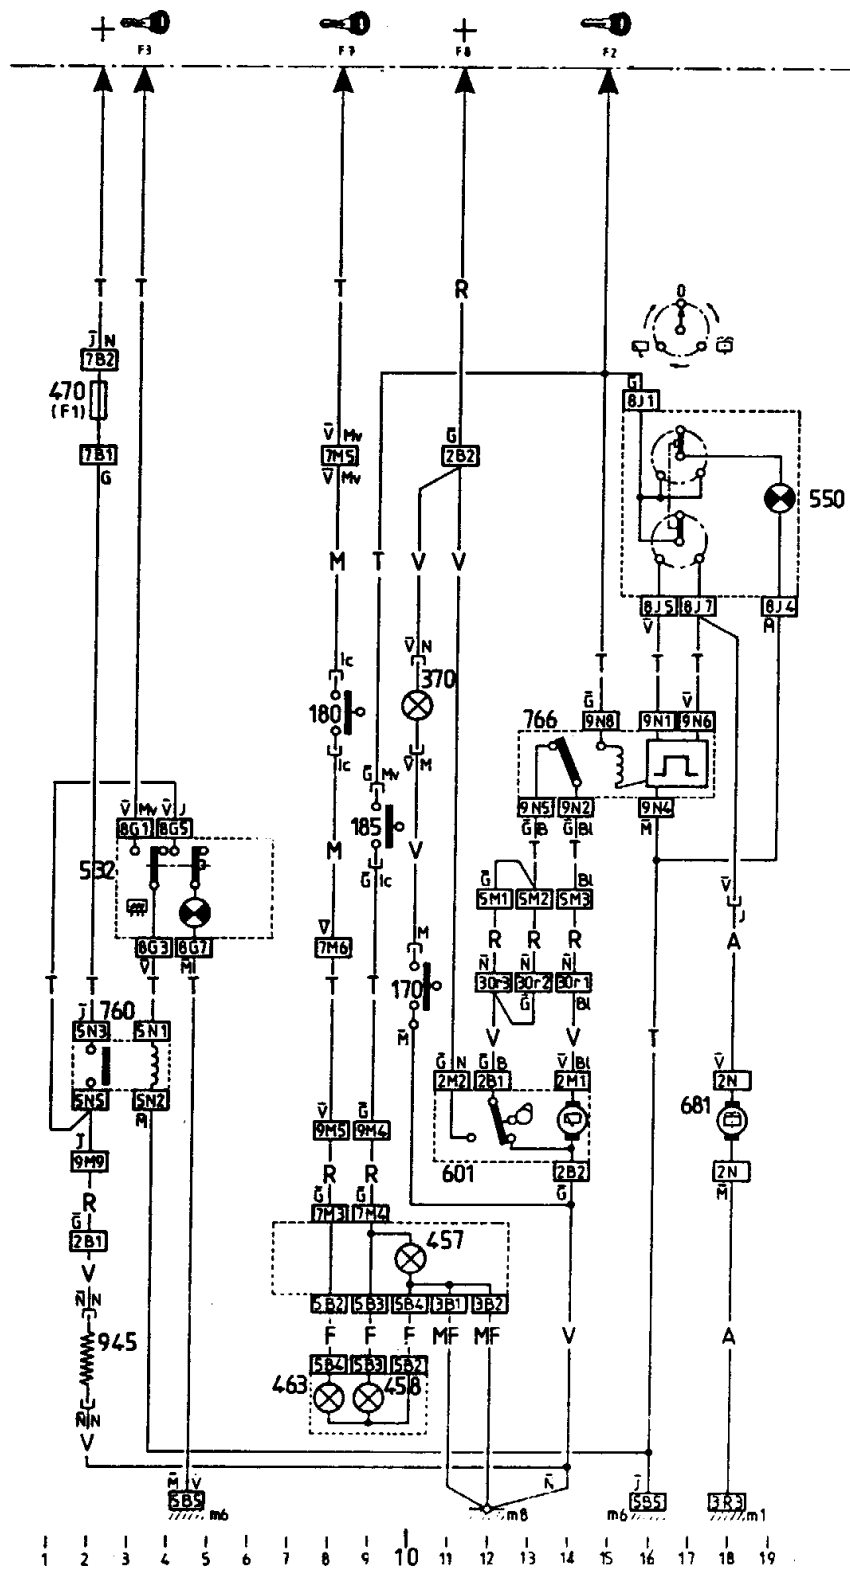 + F3 F7 + F8 F2
T T T R 0
J̄ N
7B2
470
(F1)
Ḡ
8J1
7B1
G
V̄ Mv
7M5
V̄ Mv
Ḡ
2B2
550
M T V V
8J5 8J7 8J4
V̄ M̄
Ic
V̄ N
T T T
180
370
766
Ḡ V̄
9N8 9N1 9N6
Ic
V̄ M
Ḡ Mv
185
Ḡ Ic
V̄ Mv V̄ J
8G1 8G5
532
9N5 9N2 9N4
Ḡ B Ḡ Bl M̄
M V T T
Ḡ Bl
5M1 5M2 5M3
V̄
J
V̄
7M6
M
R R R A
8G3 8G7
V̄ M̄
N̄ N̄ N̄
30r3 30r2 30r1
Ḡ Bl
T T T T T T
170
M̄
J̄ 760
5N3 5N1
V V T
5N5 5N2
M̄
Ḡ N Ḡ B V̄ Bl
2M2 2B1 2M1
V̄
2N
681
V̄ Ḡ
9M5 9M4
J
9M9
601
2B2
Ḡ
2N
M̄
R R R
Ḡ Ḡ
7M3 7M4
Ḡ
2B1
457
V
5B2 5B3 5B4 3B1 3B2
N̄ N
F F F MF MF V A
945
5B4 5B3 5B2
463 458
N̄ N
V
M̄ V
5B5
m6
N̄
m8
J̄
5B5
m6
3R3
m1
1 2 3 4 5 6 7 8 9 10 11 12 13 14 15 16 17 18 19